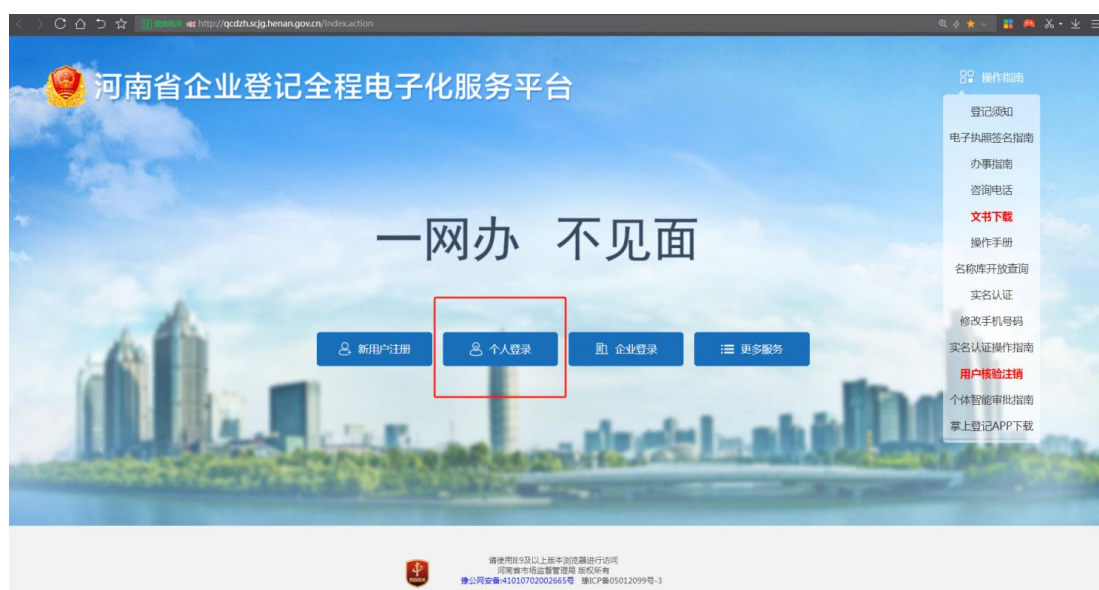 http://qcdzh.scjg.henan.gov.cn/index.action
河南省企业登记全程电子化服务平台
操作指南
登记须知
电子执照签名指南
办事指南
咨询电话
文书下载
操作手册
名称库开放查询
实名认证
修改手机号码
实名认证操作指南
用户核验注销
个体智能审批指南
掌上登记APP下载
一网办 不见面
新用户注册 个人登录 企业登录 更多服务
请使用IE9及以上版本浏览器进行访问
河南省市场监督管理局 版权所有
豫公网安备:41010702002665号 豫ICP备05012099号-3